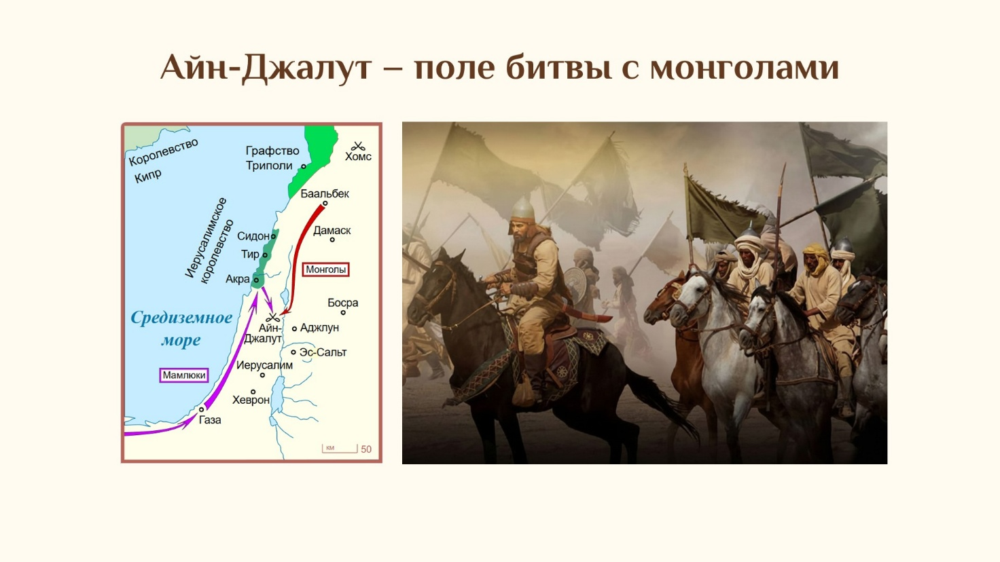 Айн-Джалут – поле битвы с монголами
Королевство
Кипр
Графство
Триполи
Хомс
Баальбек
Иерусалимское
королевство
Сидон
Дамаск
Тир
Монголы
Акра
Босра
Средиземное
море
Айн-
Джалут
Аджлун
Эс-Сальт
Иерусалим
Мамлюки
Хеврон
Газа
км 50